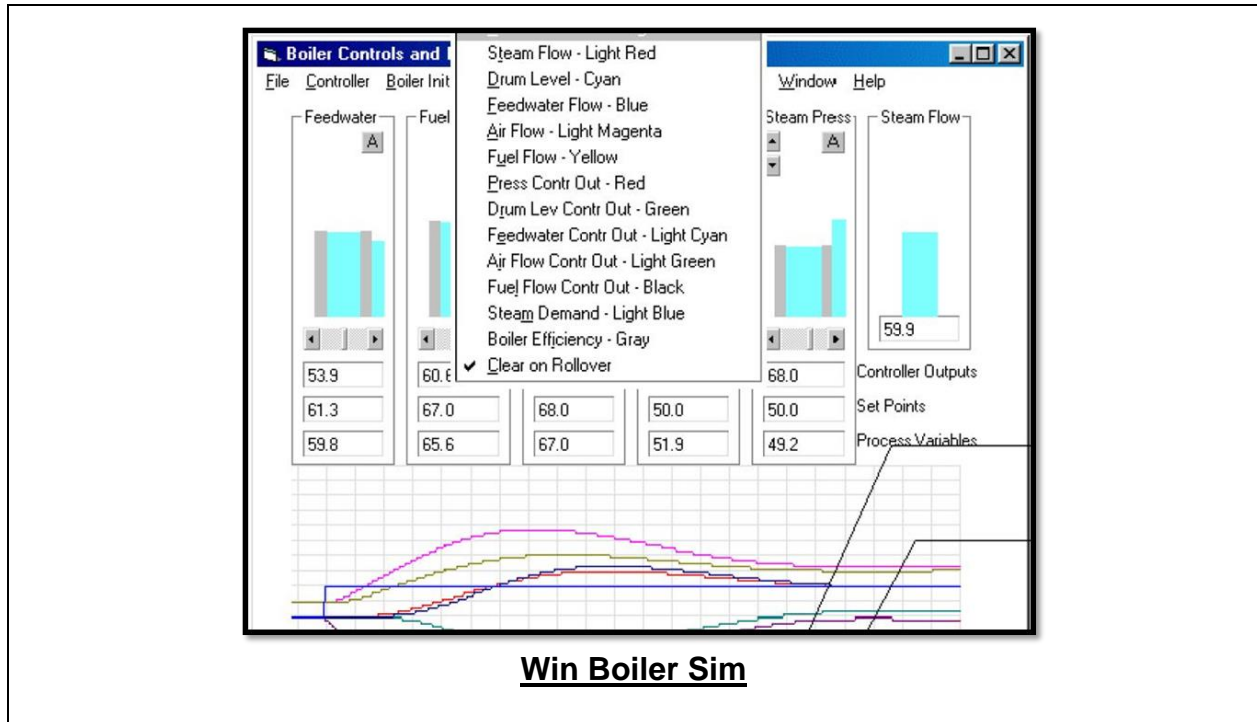 Boiler Controls and
Steam Flow - Light Red
File Controller Boiler Init
Drum Level - Cyan
Window Help
Feedwater
Fuel
Feedwater Flow - Blue
Steam Press
Steam Flow
A
Air Flow - Light Magenta
A
Fuel Flow - Yellow
Press Contr Out - Red
Drum Lev Contr Out - Green
Feedwater Contr Out - Light Cyan
Air Flow Contr Out - Light Green
Fuel Flow Contr Out - Black
Steam Demand - Light Blue
59.9
Boiler Efficiency - Gray
✔ Clear on Rollover
53.9 60.6 68.0 Controller Outputs
61.3 67.0 68.0 50.0 50.0 Set Points
59.8 65.6 67.0 51.9 49.2 Process Variables
Win Boiler Sim